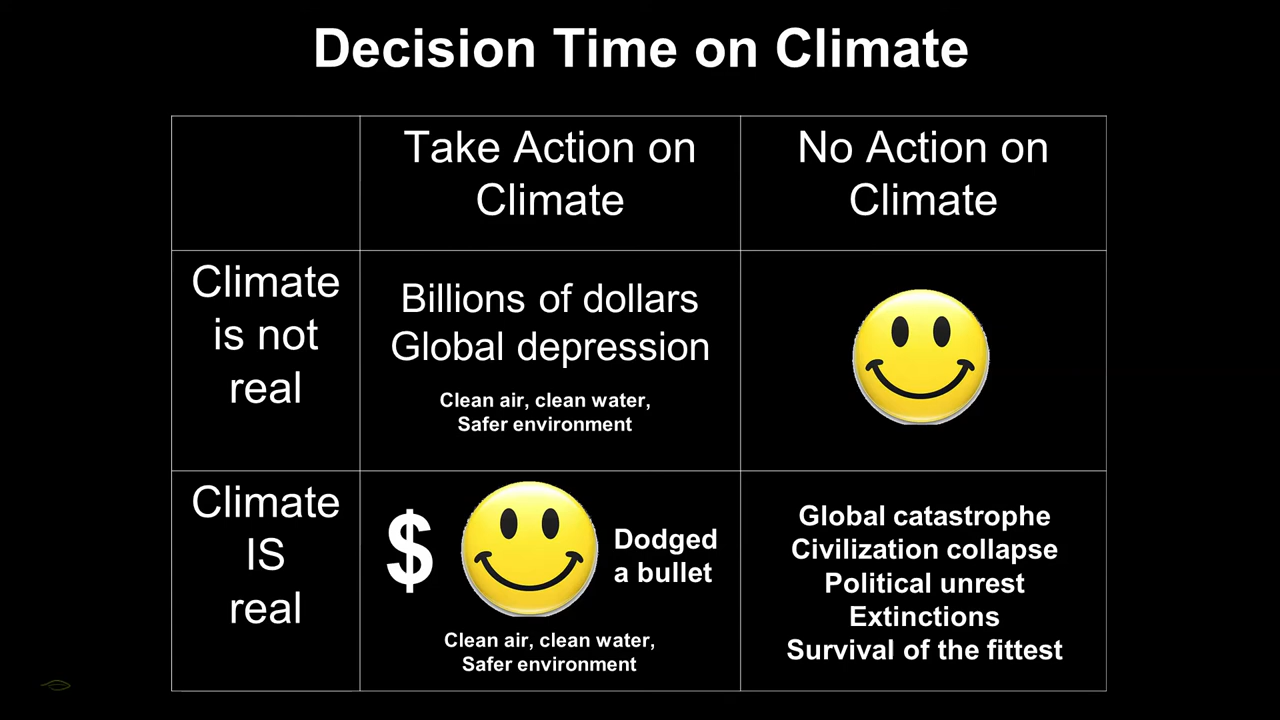 Decision Time on Climate
Take Action on
Climate
No Action on
Climate
Climate
is not
real
Billions of dollars
Global depression
Clean air, clean water,
Safer environment
Climate
IS
real
$
Dodged
a bullet
Clean air, clean water,
Safer environment
Global catastrophe
Civilization collapse
Political unrest
Extinctions
Survival of the fittest